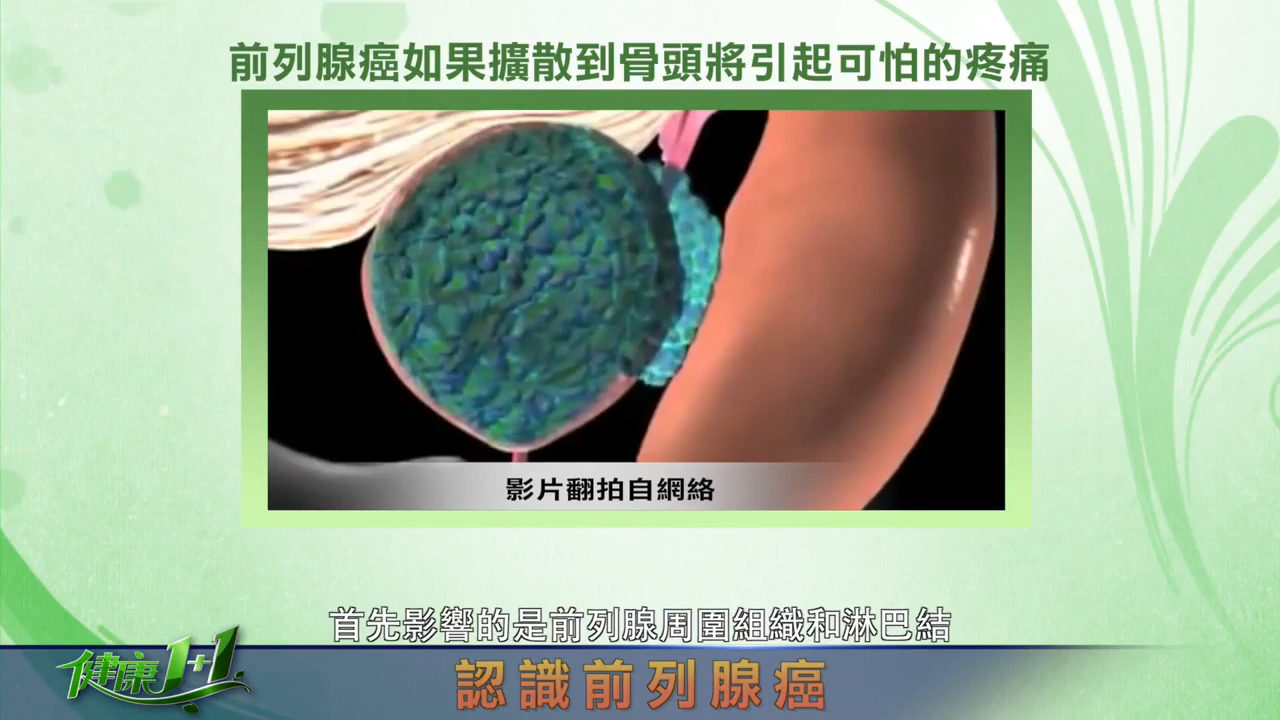 前列腺癌如果擴散到骨頭將引起可怕的疼痛
影片翻拍自網絡
首先影響的是前列腺周圍組織和淋巴結
健康1+1
認識前列腺癌